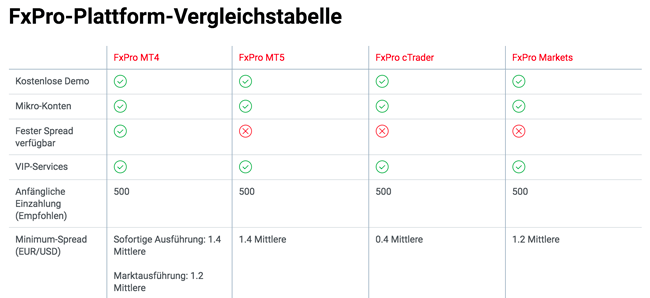 FxPro-Plattform-Vergleichstabelle
FxPro MT4 FxPro MT5 FxPro cTrader FxPro Markets
Kostenlose Demo
Mikro-Konten
Fester Spread
verfügbar
VIP-Services
Anfängliche 500 500 500 500
Einzahlung
(Empfohlen)
Minimum-Spread Sofortige Ausführung: 1.4 1.4 Mittlere 0.4 Mittlere 1.2 Mittlere
(EUR/USD) Mittlere
Marktausführung: 1.2
Mittlere